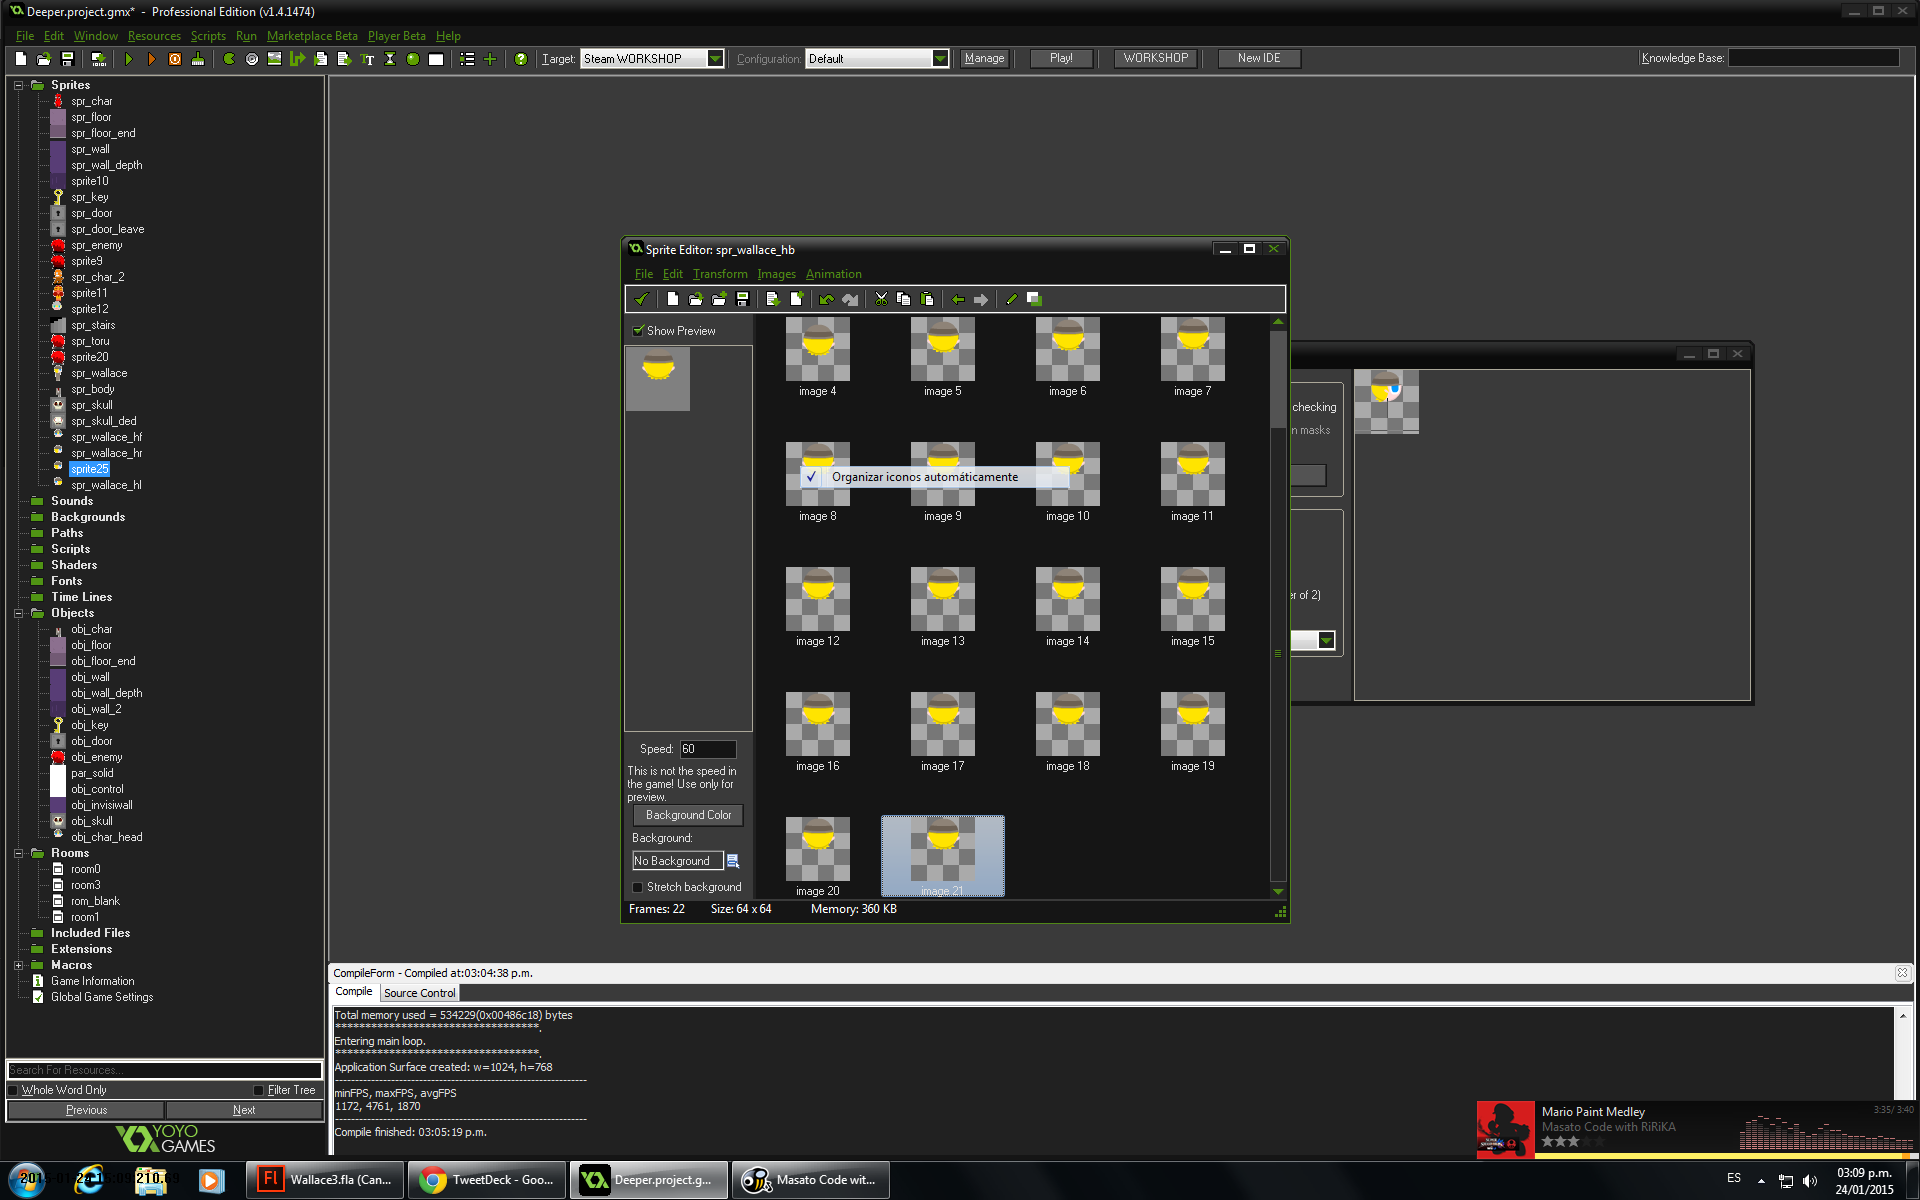 Deeper.project.gmx* - Professional Edition (v1.4.1474)
File Edit Window Resources Scripts Run Marketplace Beta Player Beta Help
Target: Steam WORKSHOP Configuration: Default Manage Play! WORKSHOP New IDE Knowledge Base:
Sprites
spr_char
spr_floor
spr_floor_end
spr_wall
spr_wall_depth
sprite10
spr_key
spr_door
spr_door_leave
spr_enemy
sprite9
spr_char_2
sprite11
sprite12
spr_stairs
spr_toru
sprite20
spr_wallace
spr_body
spr_skull
spr_skull_ded
spr_wallace_hf
spr_wallace_hr
sprite25
spr_wallace_hl
Sounds
Backgrounds
Paths
Scripts
Shaders
Fonts
Time Lines
Objects
obj_char
obj_floor
obj_floor_end
obj_wall
obj_wall_depth
obj_wall_2
obj_key
obj_door
obj_enemy
par_solid
obj_control
obj_invisiwall
obj_skull
obj_char_head
Rooms
room0
room3
rom_blank
room1
Included Files
Extensions
Macros
Game Information
Global Game Settings
Search For Resources...
Whole Word Only Filter Tree
Previous Next
YOYO
GAMES
Sprite Editor: spr_wallace_hb
File Edit Transform Images Animation
Show Preview
image 4 image 5 image 6 image 7
Organizar iconos automáticamente
image 8 image 9 image 10 image 11
image 12 image 13 image 14 image 15
image 16 image 17 image 18 image 19
image 20 image 21
Speed: 60
This is not the speed in
the game! Use only for
preview.
Background Color
Background:
No Background
Stretch background
Frames: 22 Size: 64 x 64 Memory: 360 KB
checking
n masks
er of 2)
CompileForm - Compiled at:03:04:38 p.m.
Compile Source Control
Total memory used = 534229(0x00486c18) bytes
**********************************.
Entering main loop.
**********************************.
Application Surface created: w=1024, h=768
minFPS, maxFPS, avgFPS
1172, 4761, 1870
Compile finished: 03:05:19 p.m.
Mario Paint Medley
Masato Code with RiRiKA
3:35/ 3:40
Wallace3.fla (Can...
TweetDeck - Goo...
Deeper.project.g...
Masato Code wit...
ES
03:09 p.m.
24/01/2015